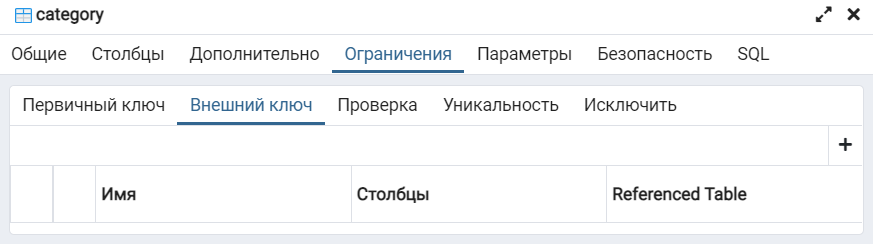 category
Общие Столбцы Дополнительно Ограничения Параметры Безопасность SQL
Первичный ключ Внешний ключ Проверка Уникальность Исключить
Имя Столбцы Referenced Table